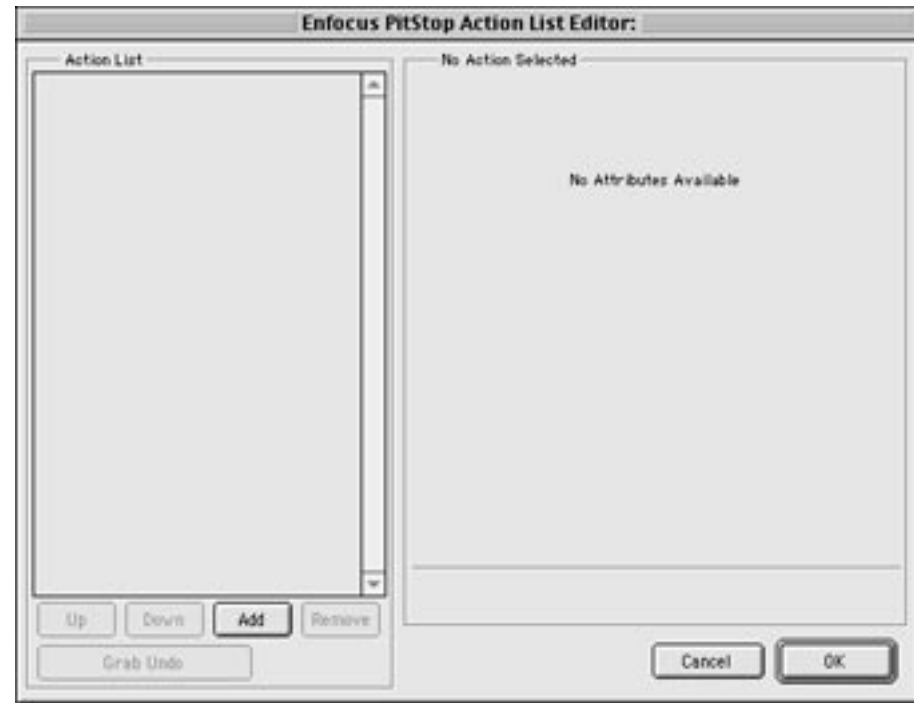 Enfocus PitStop Action List Editor:
Action List
No Action Selected
No Attributes Available
Up
Down
Add
Remove
Grab Undo
Cancel
OK